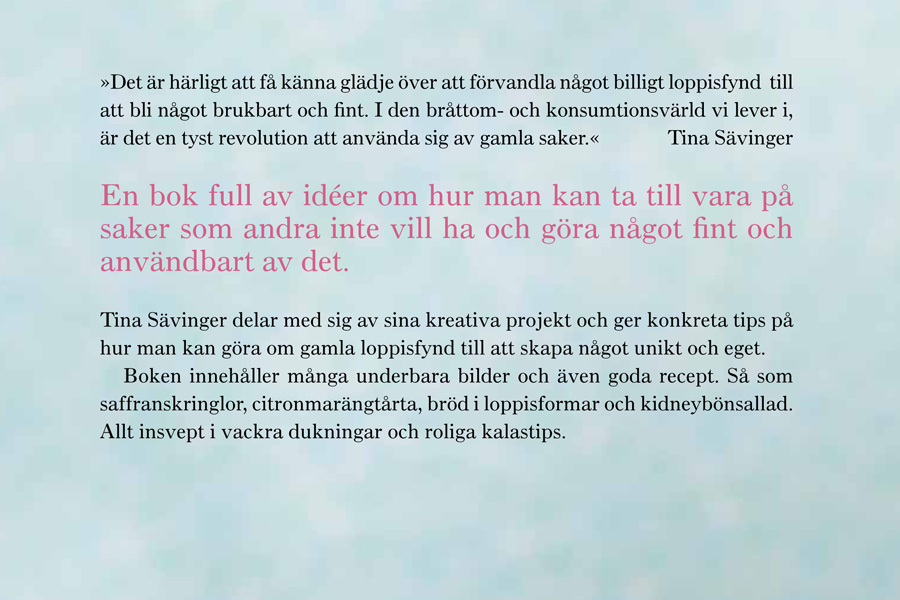 »Det är härligt att få känna glädje över att förvandla något billigt loppisfynd till
att bli något brukbart och fint. I den bråttom- och konsumtionsvärld vi lever i,
är det en tyst revolution att använda sig av gamla saker.« Tina Sävinger
En bok full av idéer om hur man kan ta till vara på
saker som andra inte vill ha och göra något fint och
användbart av det.
Tina Sävinger delar med sig av sina kreativa projekt och ger konkreta tips på
hur man kan göra om gamla loppisfynd till att skapa något unikt och eget.
Boken innehåller många underbara bilder och även goda recept. Så som
saffranskringlor, citronmarängtårta, bröd i loppisformar och kidneybönsallad.
Allt insvept i vackra dukningar och roliga kalastips.